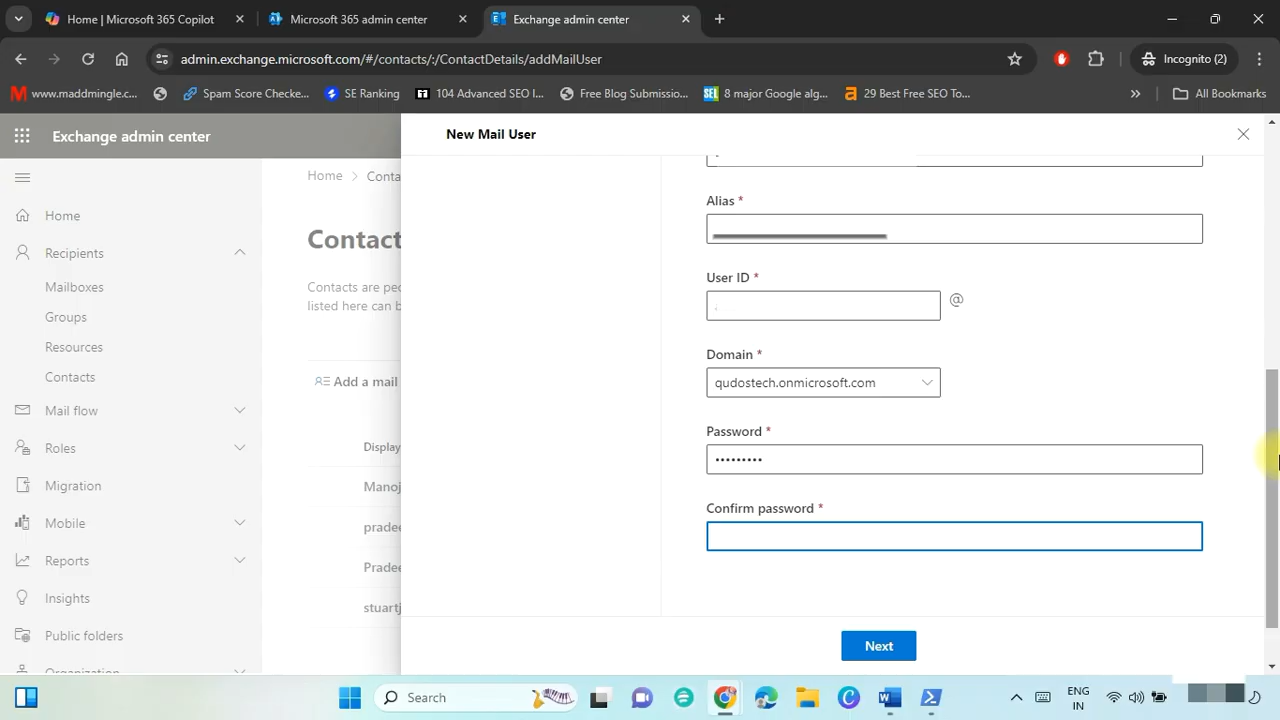 Home | Microsoft 365 Copilot
Microsoft 365 admin center
Exchange admin center
admin.exchange.microsoft.com/#/contacts/:/ContactDetails/addMailUser
Incognito (2)
www.maddmingle.c...
Spam Score Checke...
SE Ranking
104 Advanced SEO I...
Free Blog Submissio...
SEL
8 major Google alg...
29 Best Free SEO To...
All Bookmarks
Exchange admin center
New Mail User
Home
Recipients
Mailboxes
Groups
Resources
Contacts
Mail flow
Roles
Migration
Mobile
Reports
Insights
Public folders
Organization
Home > Conta
Contact
Contacts are peo
listed here can b
Add a mail
Display
Manoj
pradee
Pradee
stuartj
Alias *
User ID *
@
Domain *
qudostech.onmicrosoft.com
Password *
•••••••••
Confirm password *
Next
Search
ENG
IN